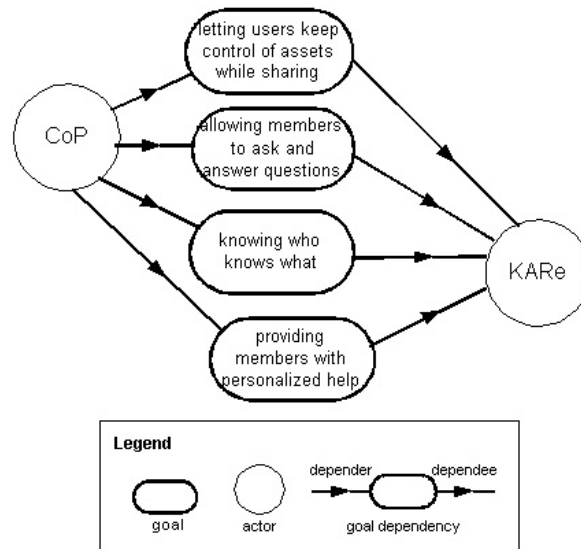 letting users keep
control of assets
while sharing
CoP
allowing members
to ask and
answer questions
knowing who
knows what
KARe
providing
members with
personalized help
Legend
depender
dependee
goal
actor
goal dependency